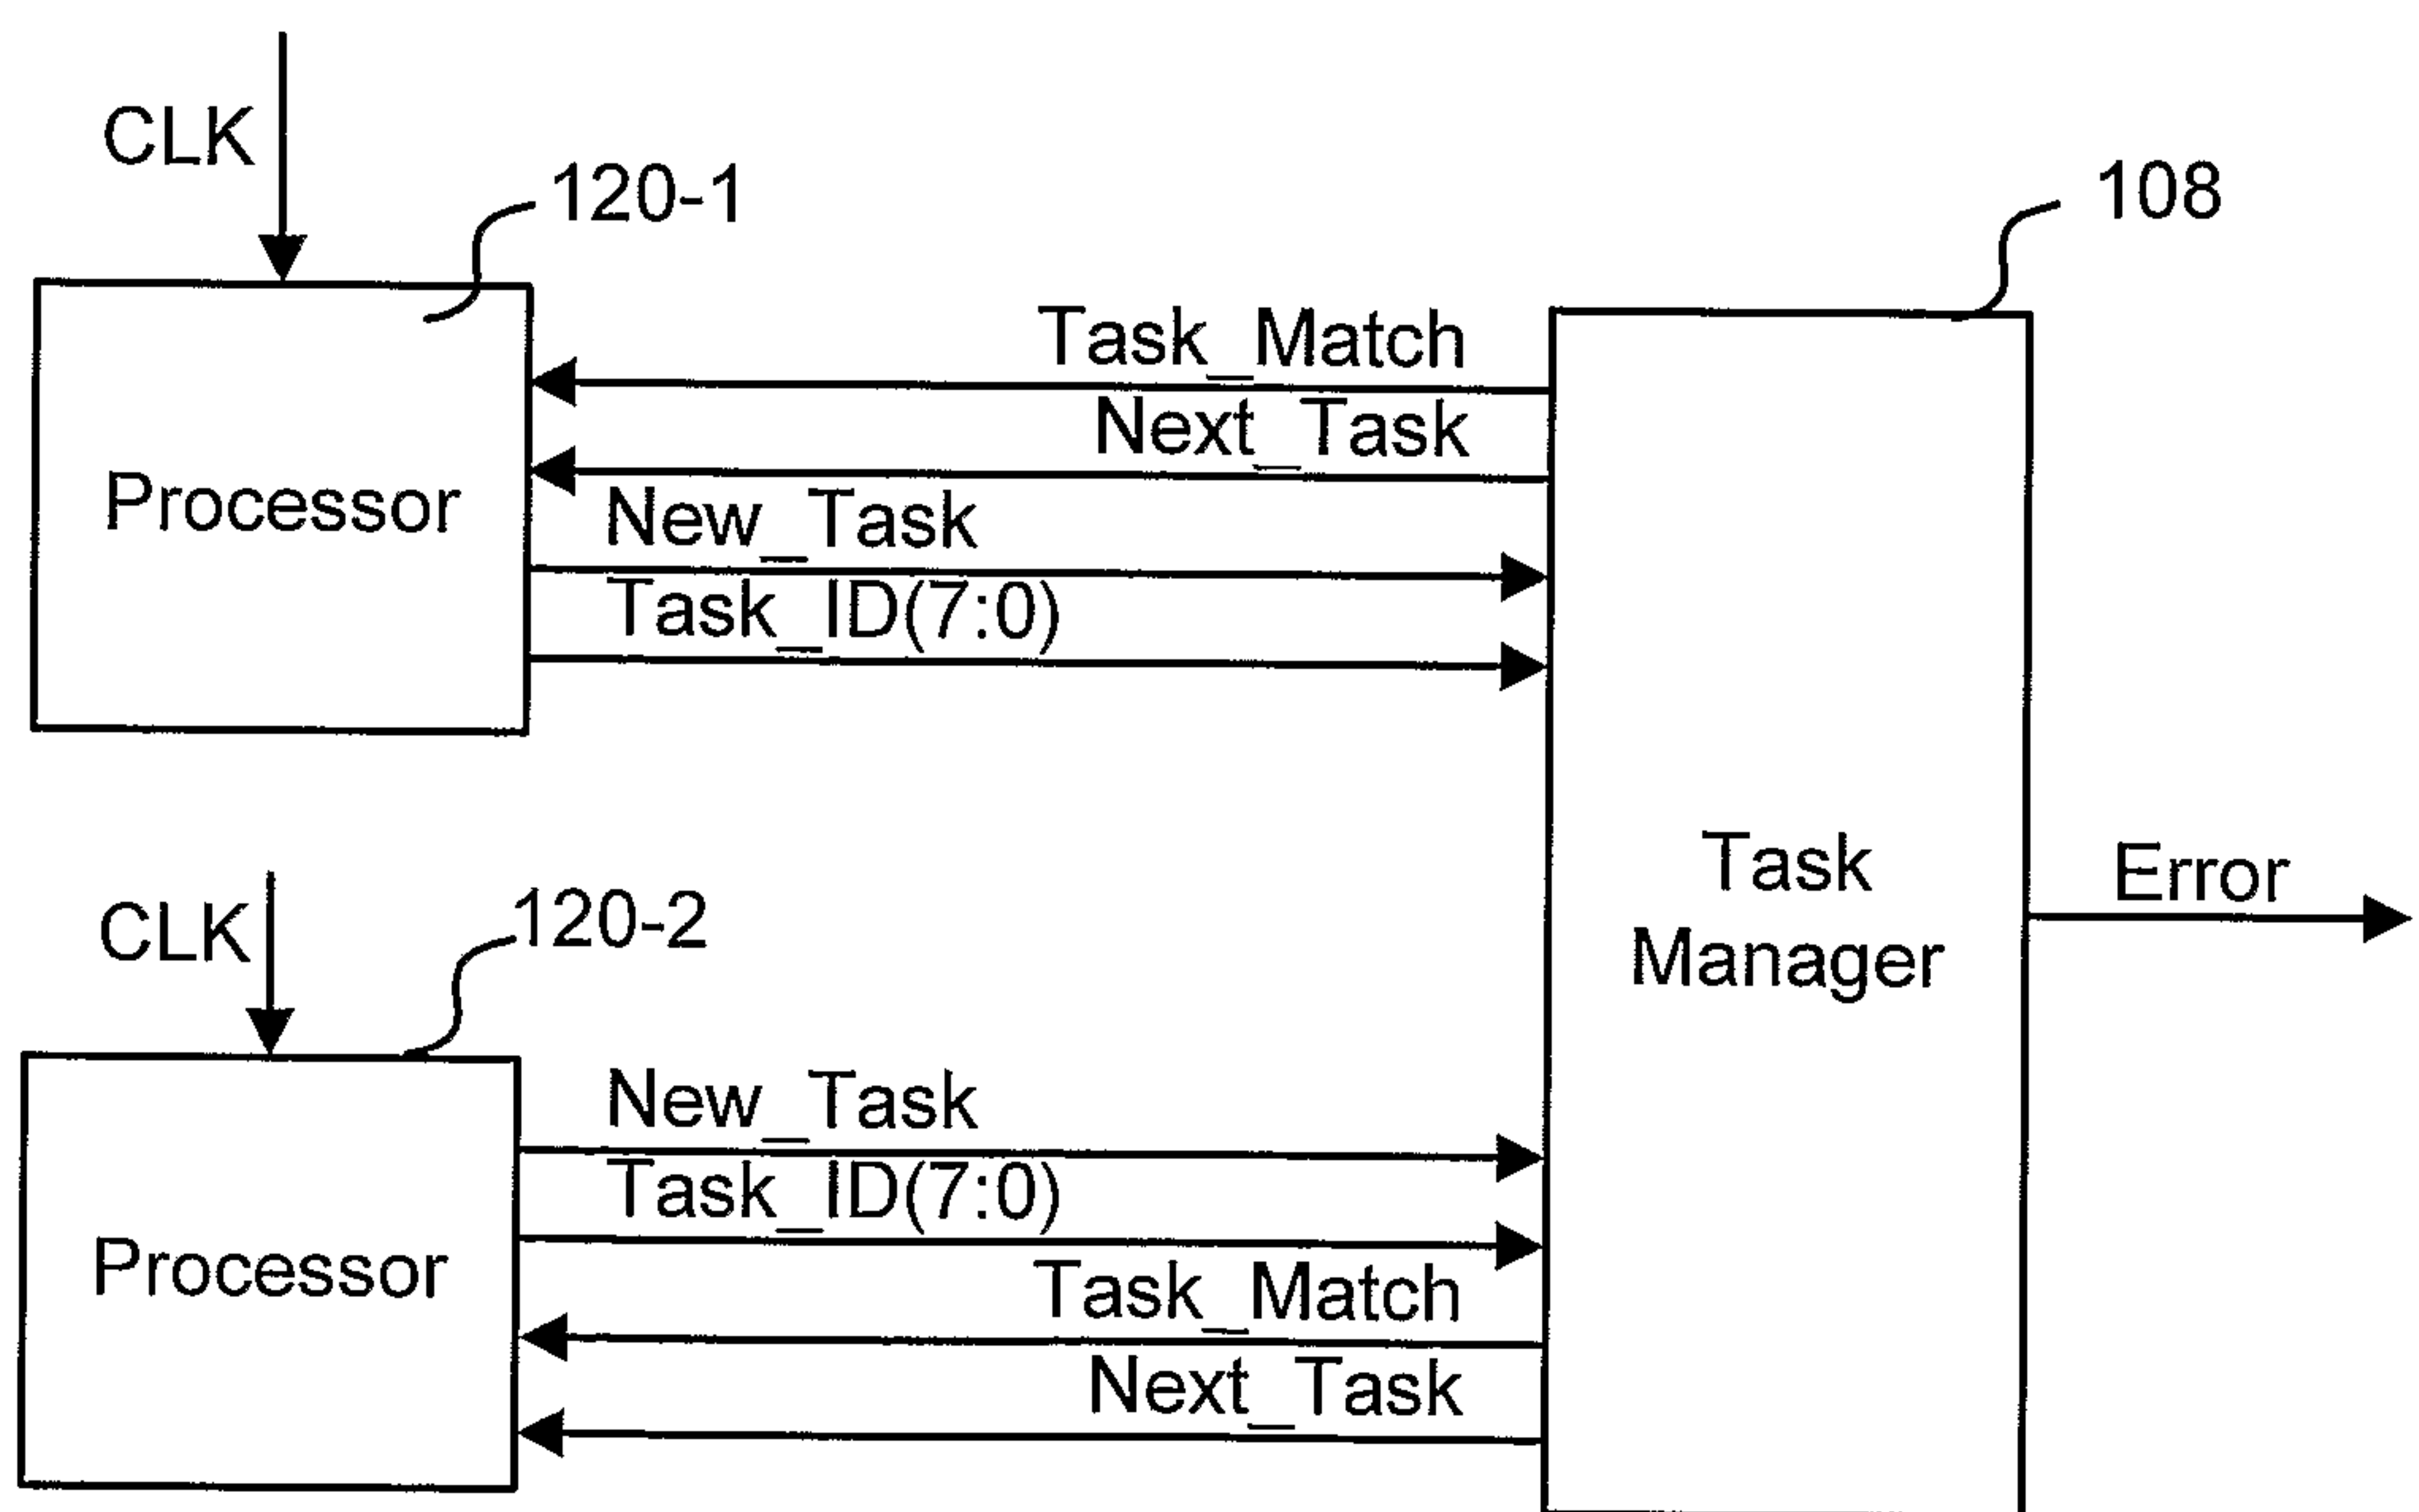 CLK
120-1
108
Task_Match
Next_Task
Processor
New_Task
Task_ID(7:0)
Task
Manager
Error
CLK
120-2
New_Task
Task_ID(7:0)
Processor
Task_Match
Next_Task